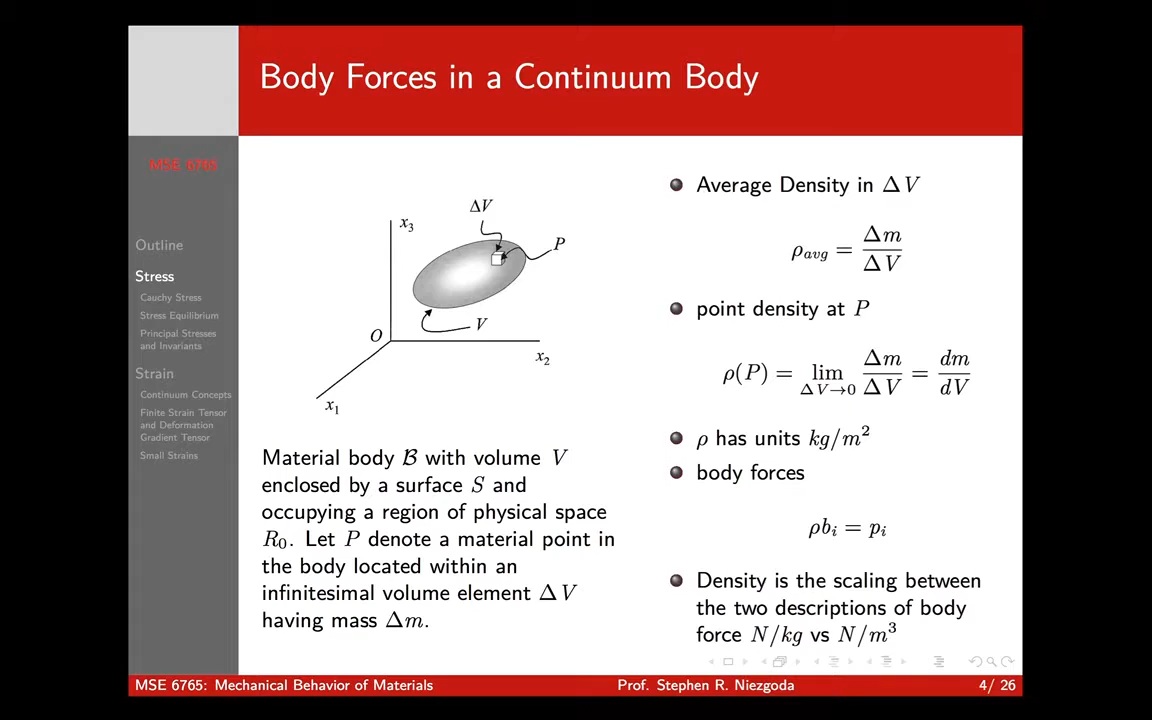 Body Forces in a Continuum Body
MSE 6765
Outline
Stress
Cauchy Stress
Stress Equilibrium
Principal Stresses
and Invariants
Strain
Continuum Concepts
Finite Strain Tensor
and Deformation
Gradient Tensor
Small Strains
ΔV
x₃
P
V
O
x₂
x₁
Material body ℬ with volume V
enclosed by a surface S and
occupying a region of physical space
R₀. Let P denote a material point in
the body located within an
infinitesimal volume element ΔV
having mass Δm.
Average Density in ΔV
ρ_avg = Δm/ΔV
point density at P
ρ(P) = lim_{ΔV→0} Δm/ΔV = dm/dV
ρ has units kg/m²
body forces
ρbᵢ = pᵢ
Density is the scaling between
the two descriptions of body
force N/kg vs N/m³
MSE 6765: Mechanical Behavior of Materials
Prof. Stephen R. Niezgoda
4/ 26